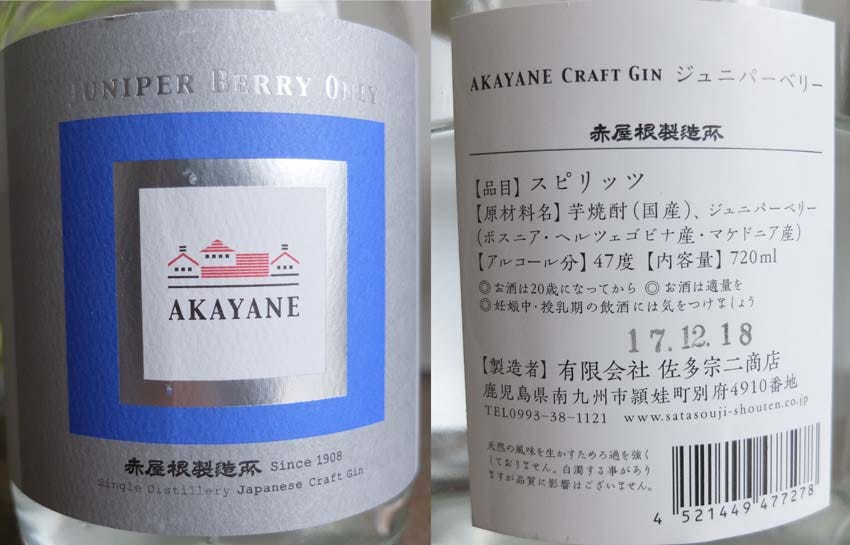 JUNIPER BERRY ONLY
AKAYANE
赤屋根製造所 Since 1908
Single Distillery Japanese Craft Gin
AKAYANE CRAFT GIN ジュニパーベリー
赤屋根製造所
【品目】スピリッツ
【原材料名】芋焼酎(国産)、ジュニパーベリー
(ボスニア・ヘルツェゴビナ産・マケドニア産)
【アルコール分】47度【内容量】720ml
◎お酒は20歳になってから ◎お酒は適量を
◎妊娠中・授乳期の飲酒には気をつけましょう
17.12.18
【製造者】有限会社 佐多宗二商店
鹿児島県南九州市頴娃町別府4910番地
TEL0993-38-1121 www.satasouji-shouten.co.jp
天然の風味を生かすためろ過を強く
しておりません。白濁する事があり
ますが品質に影響はございません。
4 521449 477278